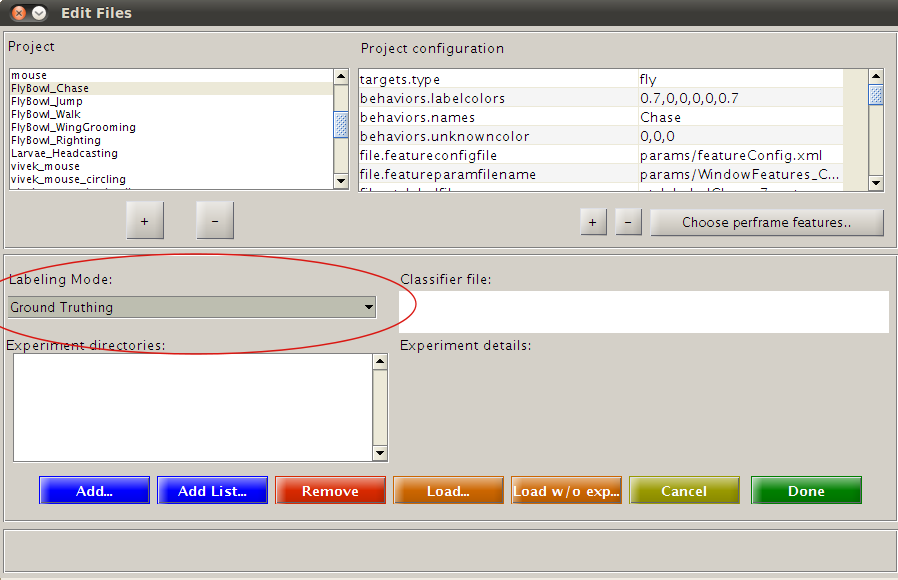 Edit Files
Project
mouse
FlyBowl_Chase
FlyBowl_Jump
FlyBowl_Walk
FlyBowl_WingGrooming
FlyBowl_Righting
Larvae_Headcasting
vivek_mouse
vivek_mouse_circling
+ -
Project configuration
targets.type fly
behaviors.labelcolors 0.7,0,0,0,0,0.7
behaviors.names Chase
behaviors.unknowncolor 0,0,0
file.featureconfigfile params/featureConfig.xml
file.featureparamfilename params/WindowFeatures_C...
+ - Choose perframe features..
Labeling Mode:
Ground Truthing
Classifier file:
Experiment directories:
Experiment details:
Add... Add List... Remove Load... Load w/o exp... Cancel Done